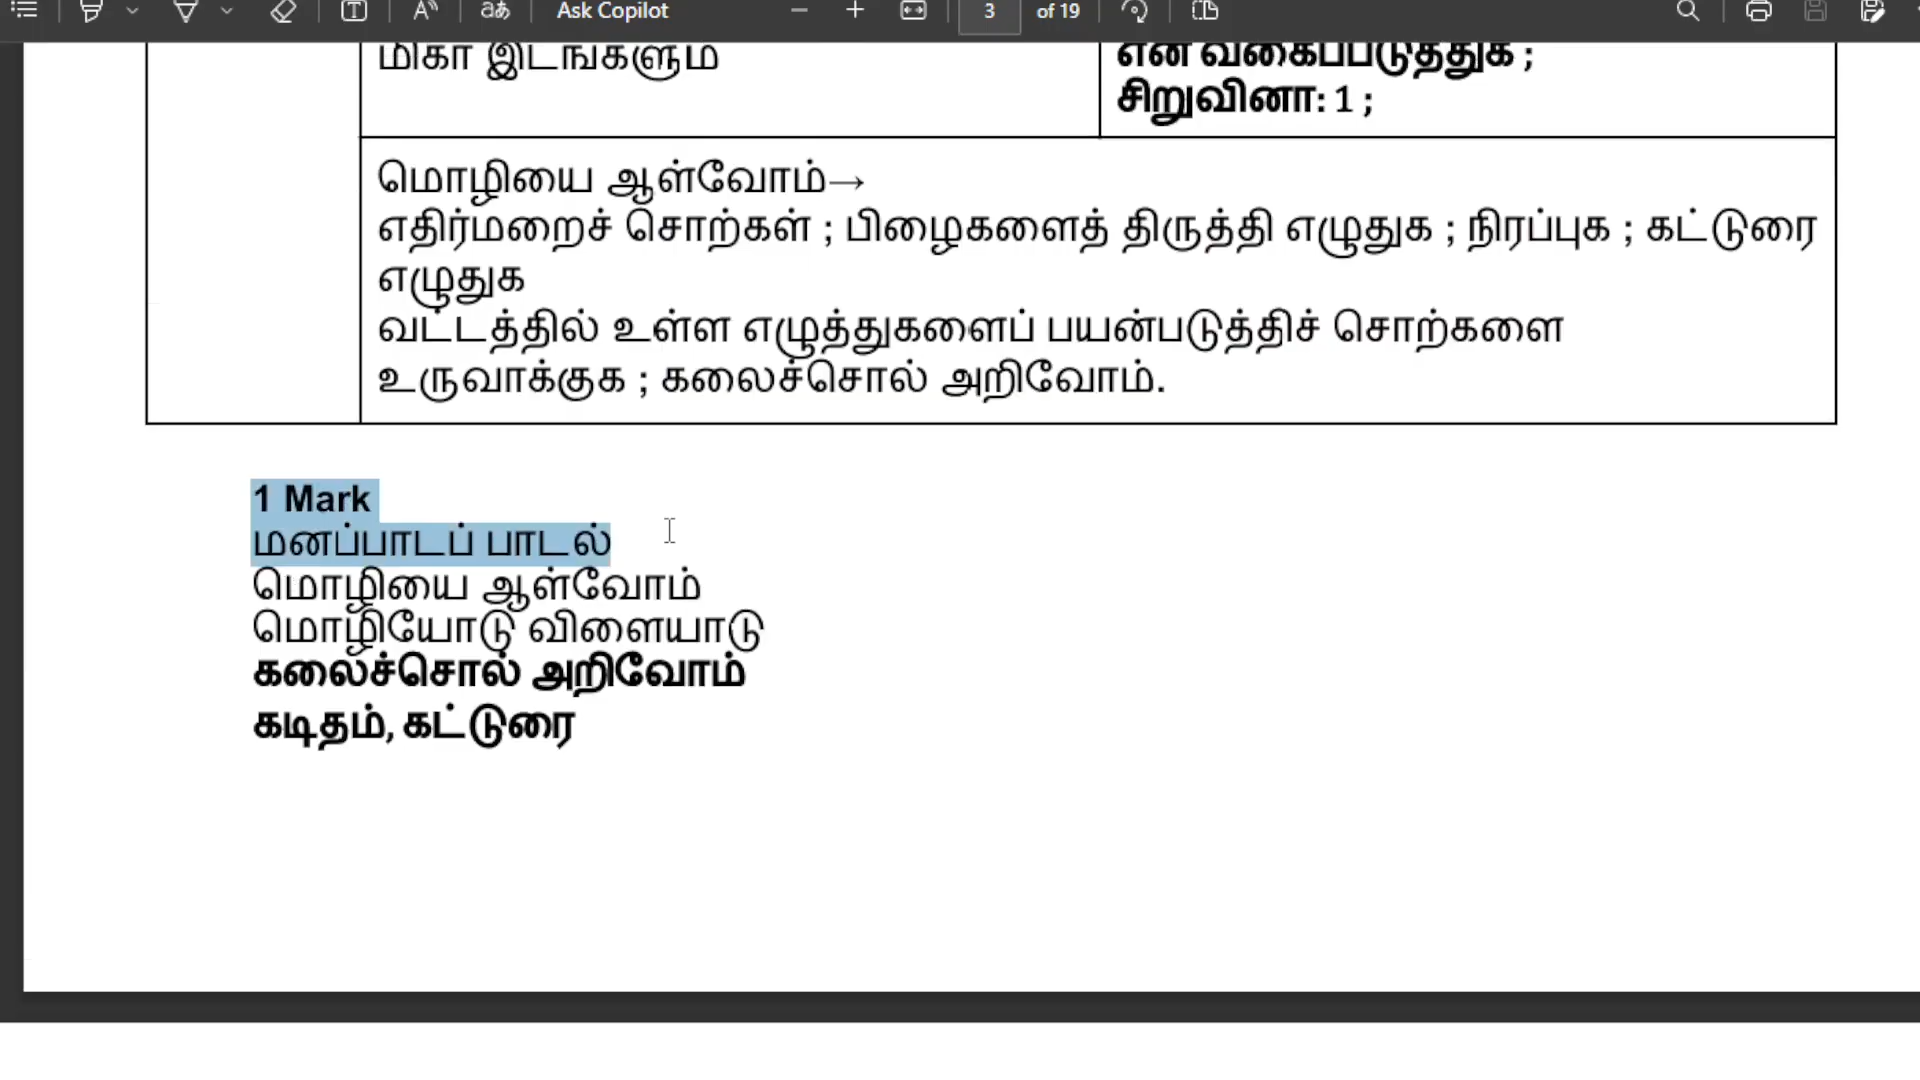 Ask Copilot
3 of 19
மிகா இடங்களும்
என வகைப்படுத்துக ;
சிறுவினா: 1 ;
மொழியை ஆள்வோம்→
எதிர்மறைச் சொற்கள் ; பிழைகளைத் திருத்தி எழுதுக ; நிரப்புக ; கட்டுரை
எழுதுக
வட்டத்தில் உள்ள எழுத்துகளைப் பயன்படுத்திச் சொற்களை
உருவாக்குக ; கலைச்சொல் அறிவோம்.
1 Mark
மனப்பாடப் பாடல்
மொழியை ஆள்வோம்
மொழியோடு விளையாடு
கலைச்சொல் அறிவோம்
கடிதம், கட்டுரை